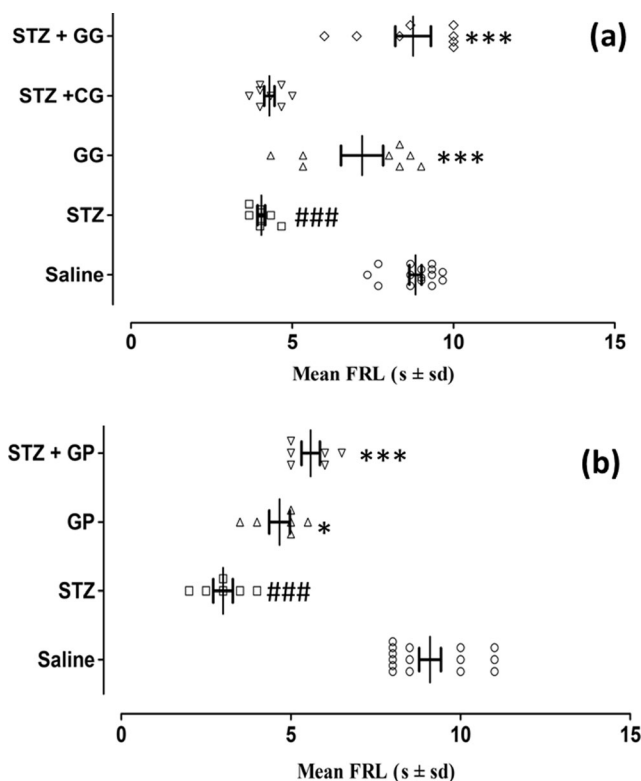 (a)
STZ + GG
***
STZ +CG
GG
***
STZ
###
Saline
0 5 10 15
Mean FRL (s ± sd)
(b)
STZ + GP
***
GP
*
STZ
###
Saline
0 5 10 15
Mean FRL (s ± sd)